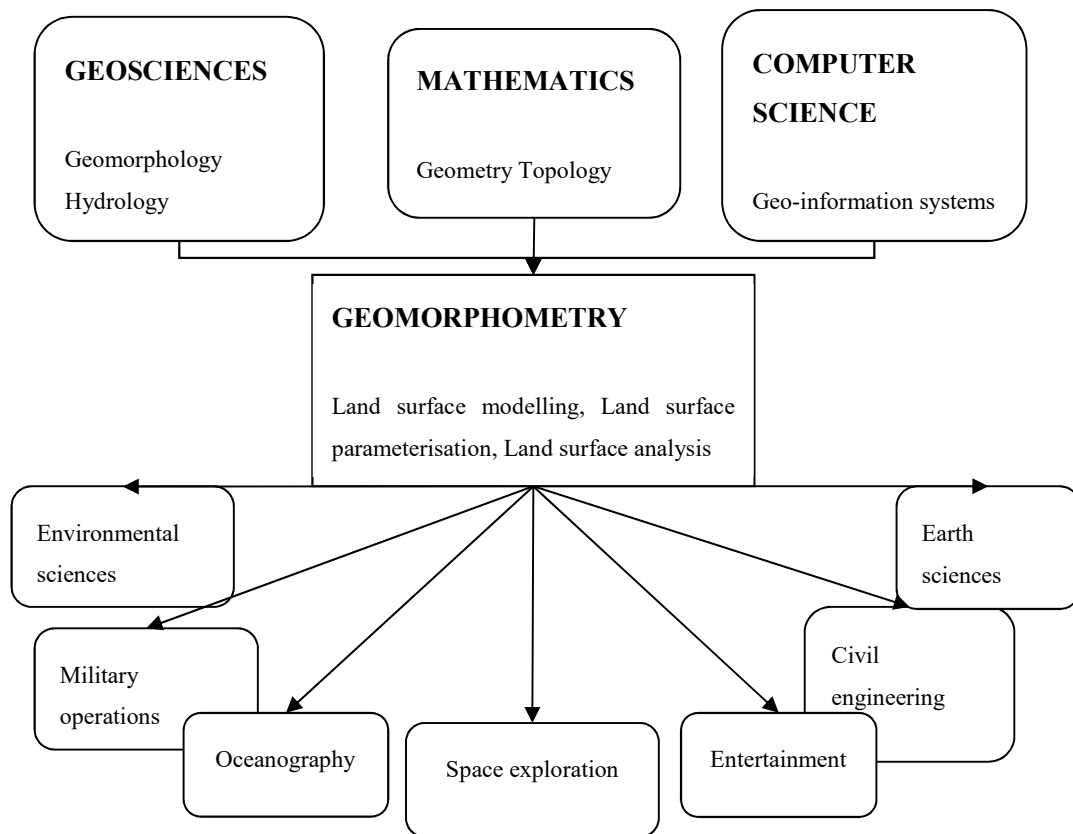 GEOSCIENCES
Geomorphology
Hydrology
MATHEMATICS
Geometry Topology
COMPUTER
SCIENCE
Geo-information systems
GEOMORPHOMETRY
Land surface modelling, Land surface
parameterisation, Land surface analysis
Environmental
sciences
Earth
sciences
Military
operations
Civil
engineering
Oceanography
Space exploration
Entertainment